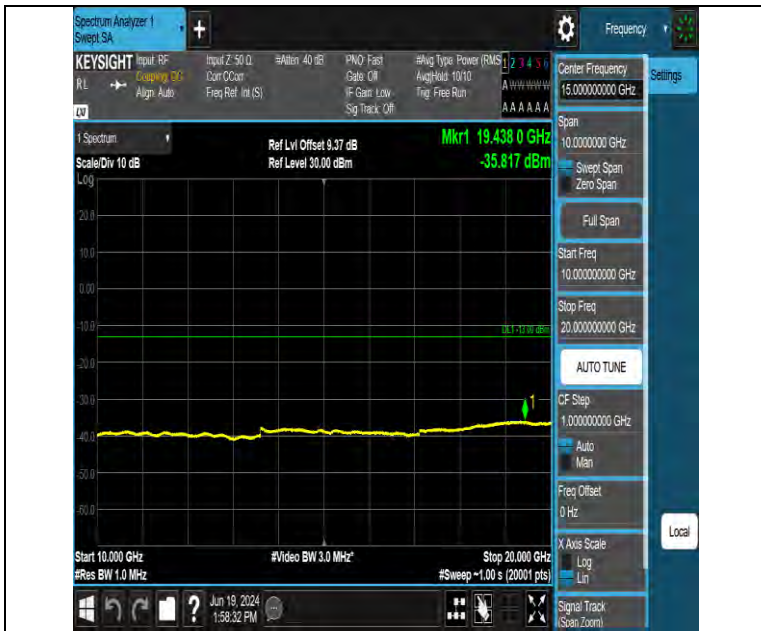 Spectrum Analyzer 1
Swept SA
+
Frequency
KEYSIGHT
RL
Input: RF
Coupling: DC
Align: Auto
Input Z: 50 Ω
Corr CCorr
Freq Ref: Int (S)
#Atten: 40 dB
PNO: Fast
Gate: Off
IF Gain: Low
Sig Track: Off
#Avg Type: Power (RMS
Avg|Hold: 10/10
Trig: Free Run
1 2 3 4 5 6
A W W W W W
A A A A A A
1 Spectrum
Scale/Div 10 dB
Log
Ref Lvl Offset 9.37 dB
Ref Level 30.00 dBm
Mkr1 19.438 0 GHz
-35.817 dBm
20.0
10.0
0.00
-10.0
-20.0
-30.0
-40.0
-50.0
-60.0
DL1 -13.00 dBm
1
Start 10.000 GHz
#Res BW 1.0 MHz
#Video BW 3.0 MHz*
Stop 20.000 GHz
#Sweep ~1.00 s (20001 pts)
Center Frequency
15.000000000 GHz
Settings
Span
10.0000000 GHz
Swept Span
Zero Span
Full Span
Start Freq
10.000000000 GHz
Stop Freq
20.000000000 GHz
AUTO TUNE
CF Step
1.000000000 GHz
Auto
Man
Freq Offset
0 Hz
X Axis Scale
Log
Lin
Signal Track
(Span Zoom)
Local
?
Jun 19, 2024
1:58:32 PM